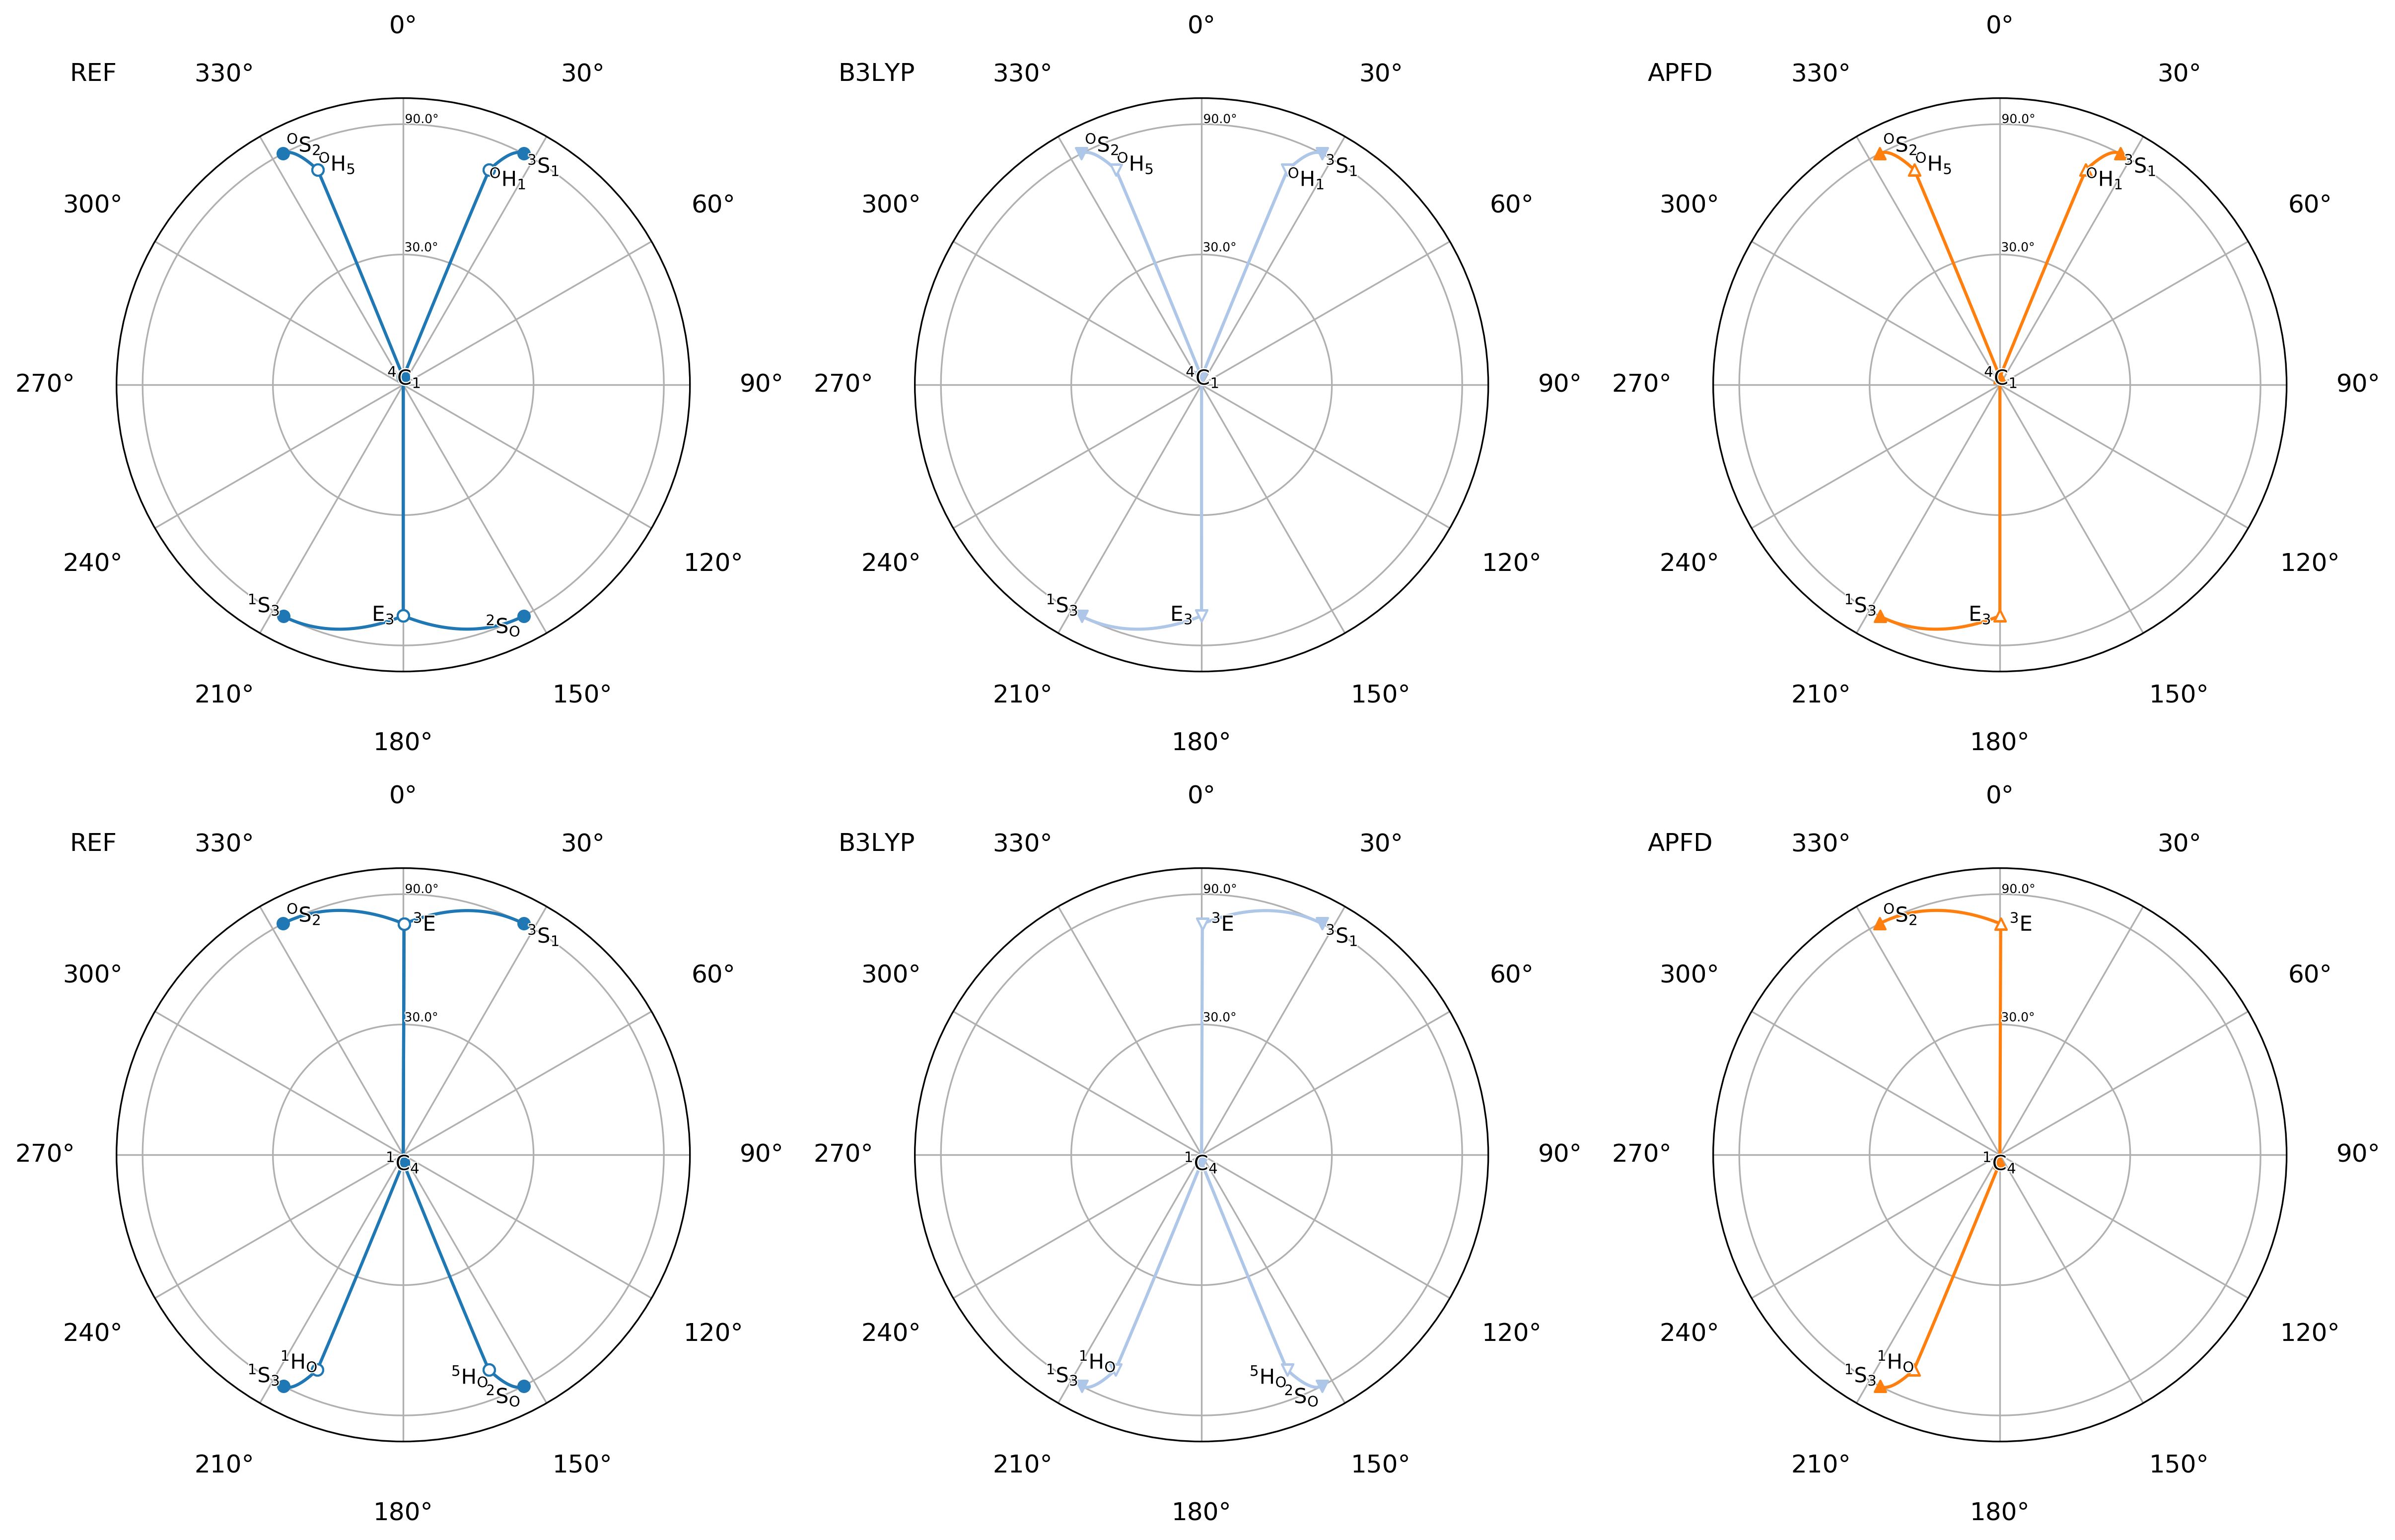 0° 0° 0°
REF 330° 30° B3LYP 330° 30° APFD 330° 30°
90.0° 90.0° 90.0°
ᴼS₂ ᴼH₅ ³S₁ ᴼH₁ ᴼS₂ ᴼH₅ ³S₁ ᴼH₁ ᴼS₂ ᴼH₅ ³S₁ ᴼH₁
300° 60° 300° 60° 300° 60°
30.0° 30.0° 30.0°
270° ⁴C₁ 90° 270° ⁴C₁ 90° 270° ⁴C₁ 90°
240° 120° 240° 120° 240° 120°
¹S₃ E₃ ²Sₒ ¹S₃ E₃ ¹S₃ E₃
210° 150° 210° 150° 210° 150°
180° 180° 180°
0° 0° 0°
REF 330° 30° B3LYP 330° 30° APFD 330° 30°
90.0° 90.0° 90.0°
ᴼS₂ ³E ³S₁ ³E ³S₁ ᴼS₂ ³E
300° 60° 300° 60° 300° 60°
30.0° 30.0° 30.0°
270° ¹C₄ 90° 270° ¹C₄ 90° 270° ¹C₄ 90°
240° 120° 240° 120° 240° 120°
¹S₃ ¹Hₒ ⁵Hₒ ²Sₒ ¹S₃ ¹Hₒ ⁵Hₒ ²Sₒ ¹S₃ ¹Hₒ
210° 150° 210° 150° 210° 150°
180° 180° 180°